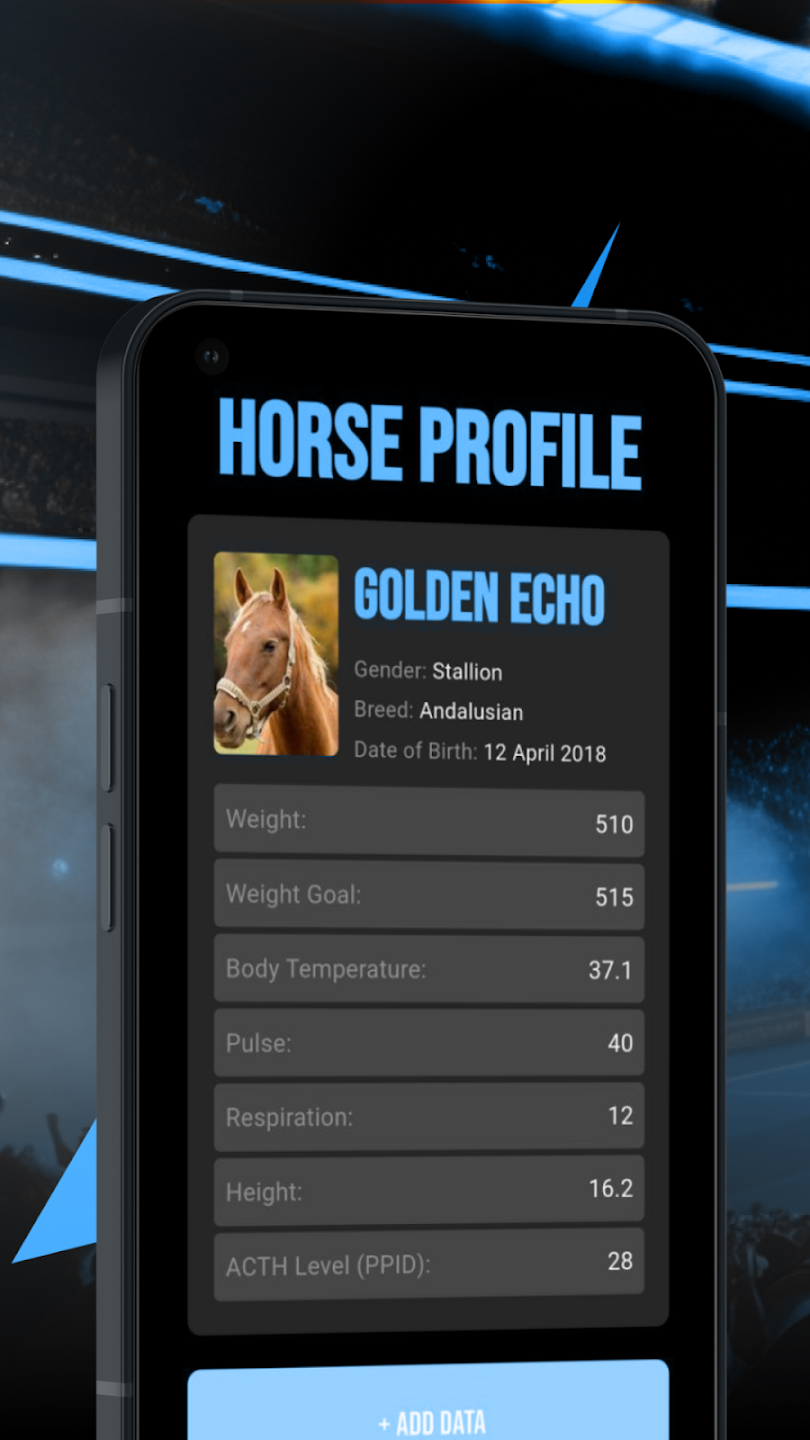 HORSE PROFILE
GOLDEN ECHO
Gender: Stallion
Breed: Andalusian
Date of Birth: 12 April 2018
Weight: 510
Weight Goal: 515
Body Temperature: 37.1
Pulse: 40
Respiration: 12
Height: 16.2
ACTH Level (PPID): 28
+ ADD DATA